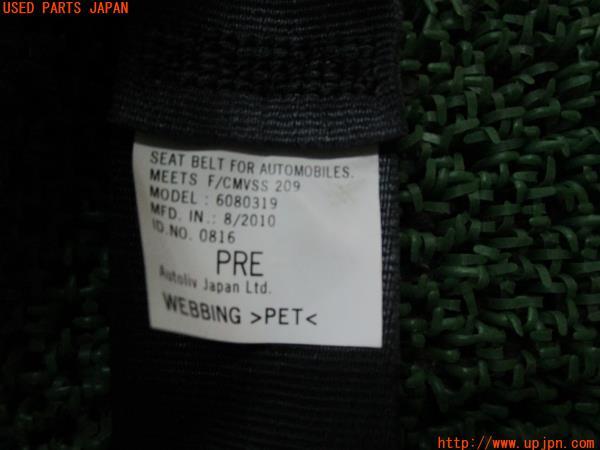 USED PARTS JAPAN
SEAT BELT FOR AUTOMOBILES.
MEETS F/CMVSS 209
MODEL : 6080319
MFD. IN.: 8/2010
ID.NO. 0816
PRE
Autoliv Japan Ltd.
WEBBING >PET<
http://www.upjpn.com/